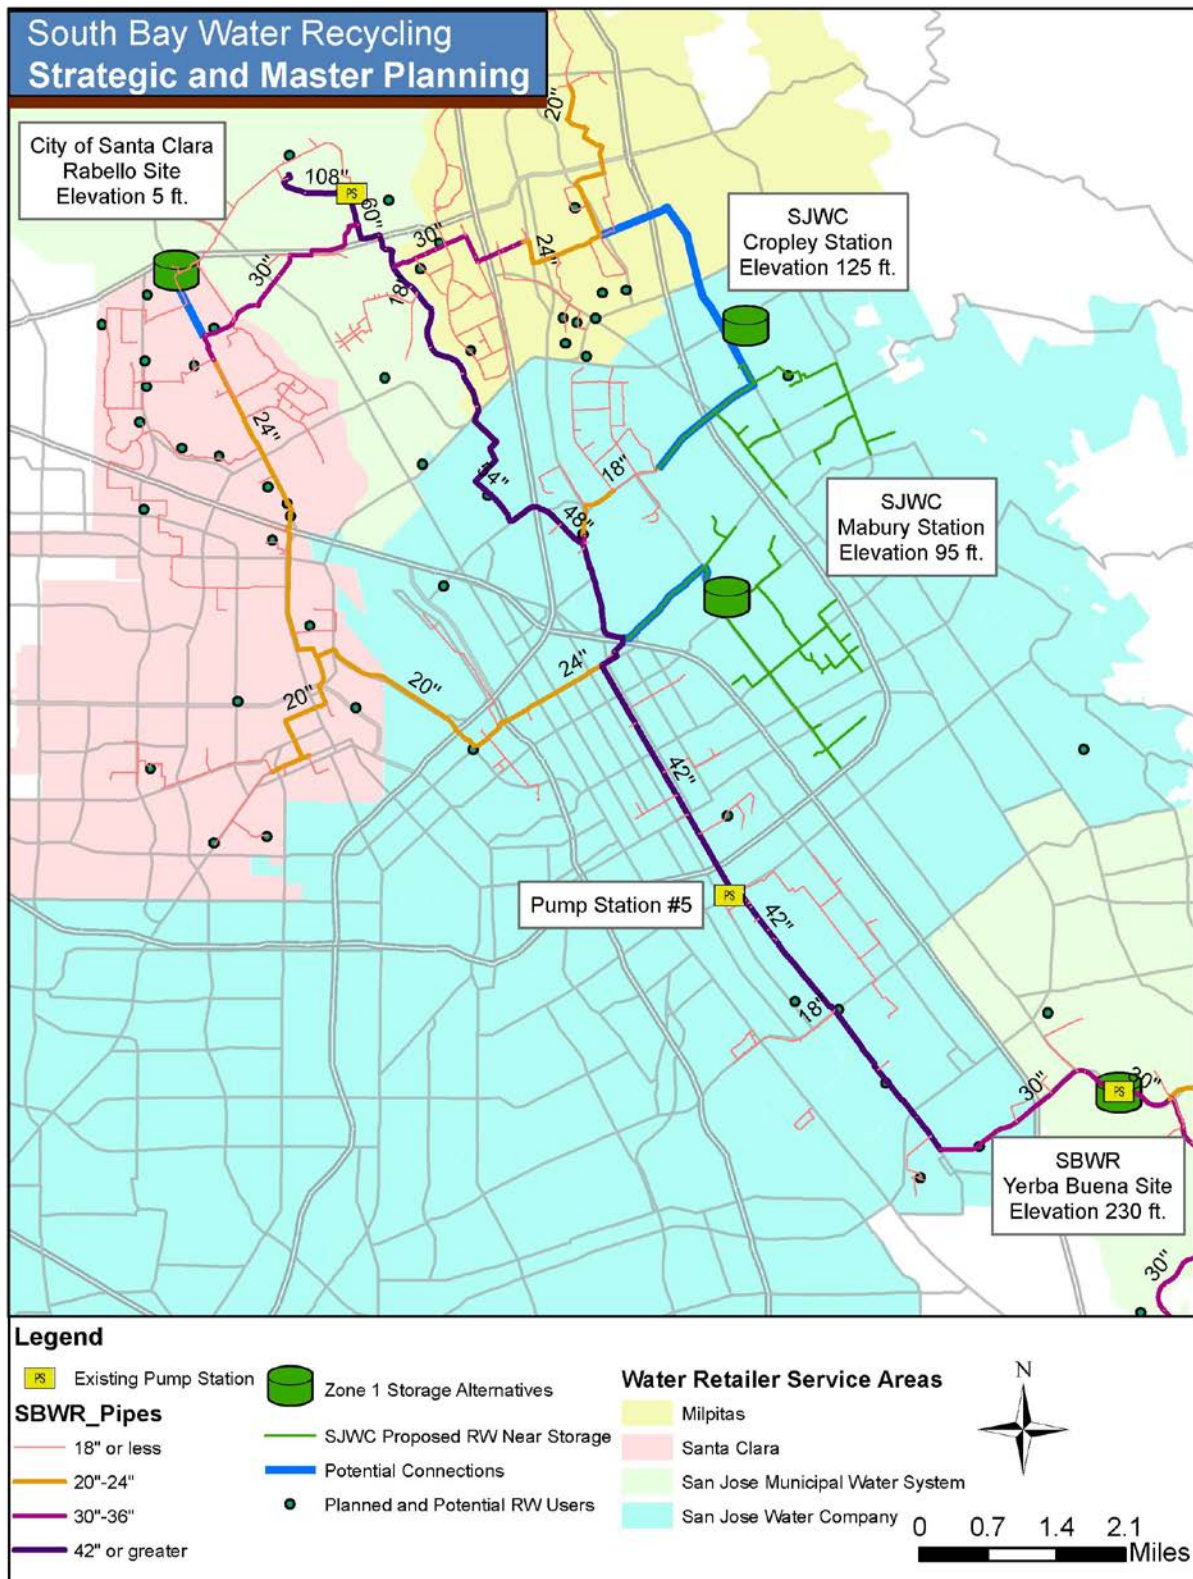 South Bay Water Recycling
Strategic and Master Planning
City of Santa Clara
Rabello Site
Elevation 5 ft.
20"
108"
PS
60"
30"
30"
24"
18"
SJWC
Cropley Station
Elevation 125 ft.
24"
18"
48"
SJWC
Mabury Station
Elevation 95 ft.
24"
20"
20"
42"
Pump Station #5
PS
42"
18"
30"
PS
30"
SBWR
Yerba Buena Site
Elevation 230 ft.
30"
Legend
PS Existing Pump Station
SBWR_Pipes
18" or less
20"-24"
30"-36"
42" or greater
Zone 1 Storage Alternatives
SJWC Proposed RW Near Storage
Potential Connections
Planned and Potential RW Users
Water Retailer Service Areas
Milpitas
Santa Clara
San Jose Municipal Water System
San Jose Water Company
N
0 0.7 1.4 2.1
Miles